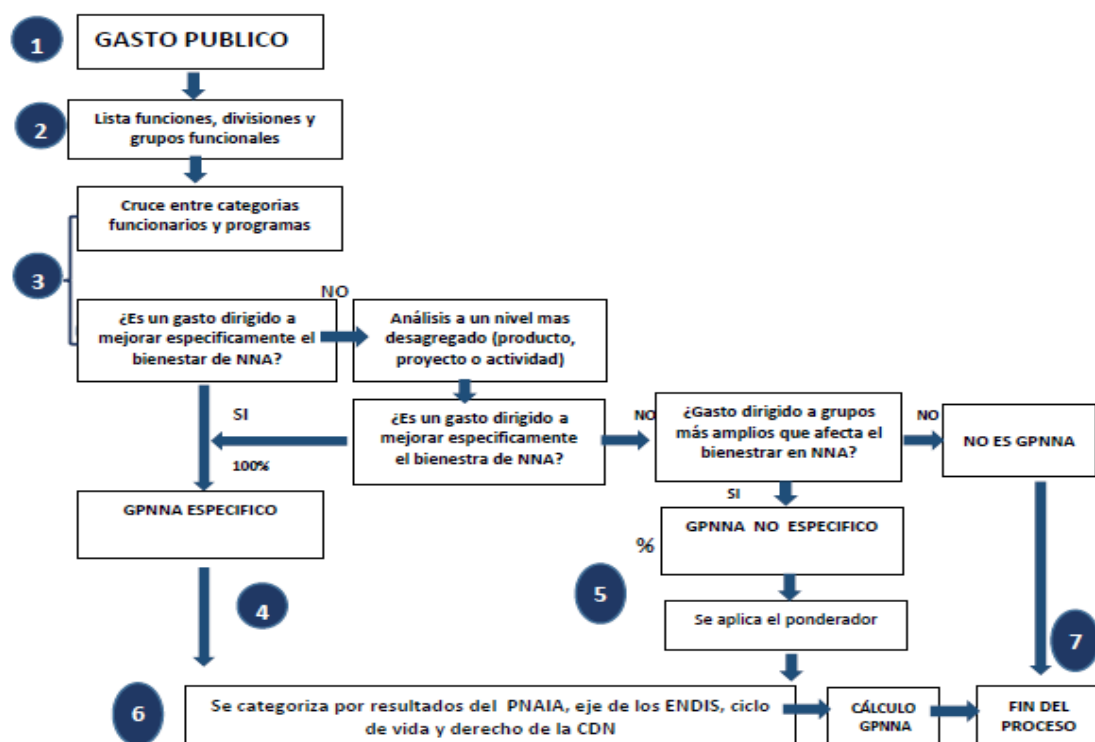 1
GASTO PUBLICO
2
Lista funciones, divisiones y
grupos funcionales
Cruce entre categorias
funcionarios y programas
3
¿Es un gasto dirigido a
mejorar especificamente el
bienestar de NNA?
NO
Análisis a un nivel mas
desagregado (producto,
proyecto o actividad)
SI
100%
¿Es un gasto dirigido a
mejorar especificamente
el bienestra de NNA?
NO
¿Gasto dirigido a grupos
más amplios que afecta el
bienestrar en NNA?
NO
NO ES GPNNA
GPNNA ESPECIFICO
SI
%
GPNNA NO ESPECIFICO
4
5
Se aplica el ponderador
7
6
Se categoriza por resultados del PNAIA, eje de los ENDIS, ciclo
de vida y derecho de la CDN
CÁLCULO
GPNNA
FIN DEL
PROCESO